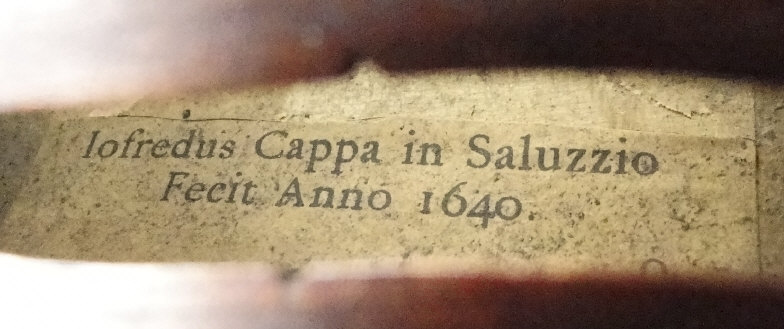 Iofredus Cappa in Saluzzio
Fecit Anno 1640.